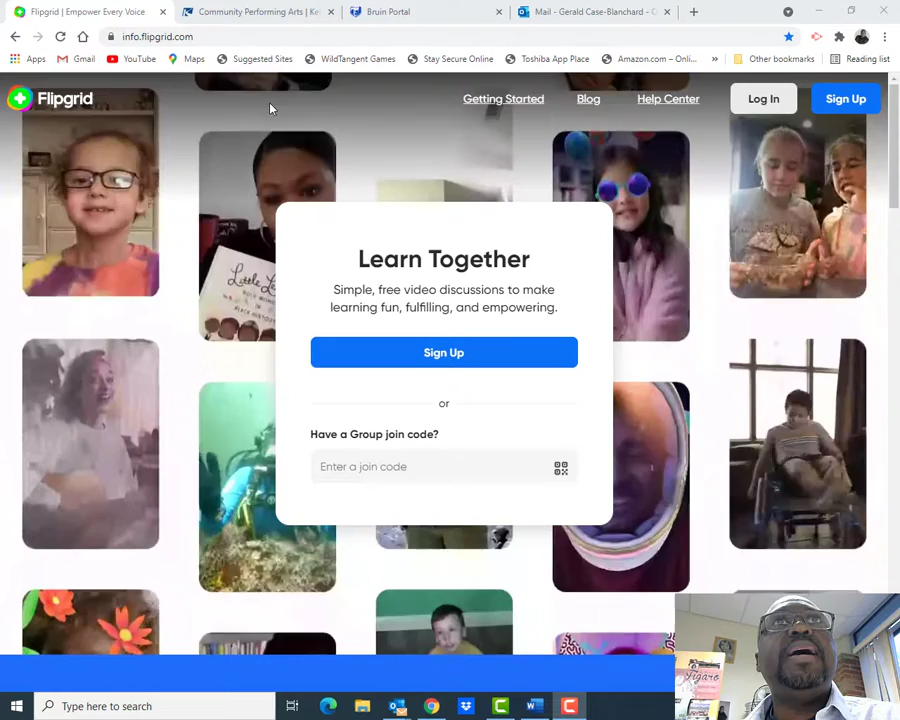 Flipgrid | Empower Every Voice
Community Performing Arts | Ke
Bruin Portal
Mail - Gerald Case-Blanchard - O
info.flipgrid.com
Apps
Gmail
YouTube
Maps
Suggested Sites
WildTangent Games
Stay Secure Online
Toshiba App Place
Amazon.com – Onli...
Other bookmarks
Reading list
Flipgrid
Getting Started
Blog
Help Center
Log In
Sign Up
Learn Together
Simple, free video discussions to make
learning fun, fulfilling, and empowering.
Sign Up
or
Have a Group join code?
Enter a join code
Type here to search
Figaro